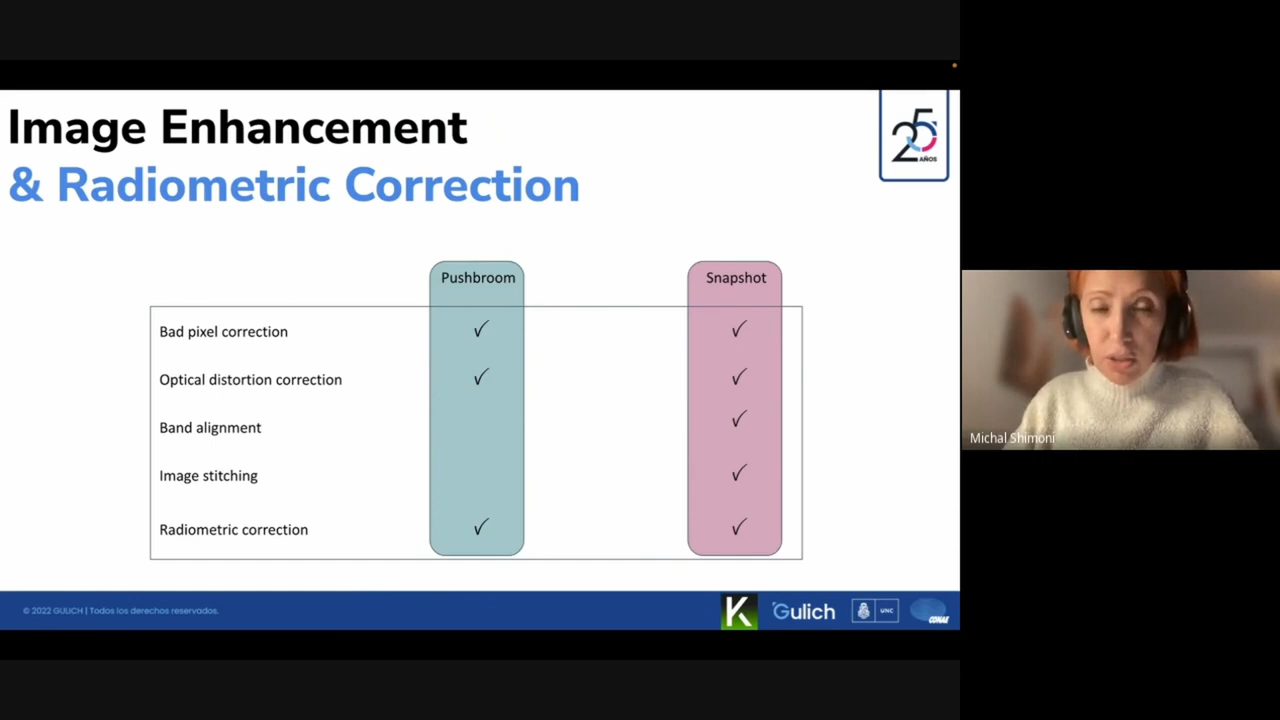 Image Enhancement
& Radiometric Correction
25
AÑOS
Pushbroom
Snapshot
Bad pixel correction ✓ ✓
Optical distortion correction ✓ ✓
Band alignment ✓
Image stitching ✓
Radiometric correction ✓ ✓
© 2022 GULICH | Todos los derechos reservados.
K
Gulich
UNC
CONAE
Michal Shimoni